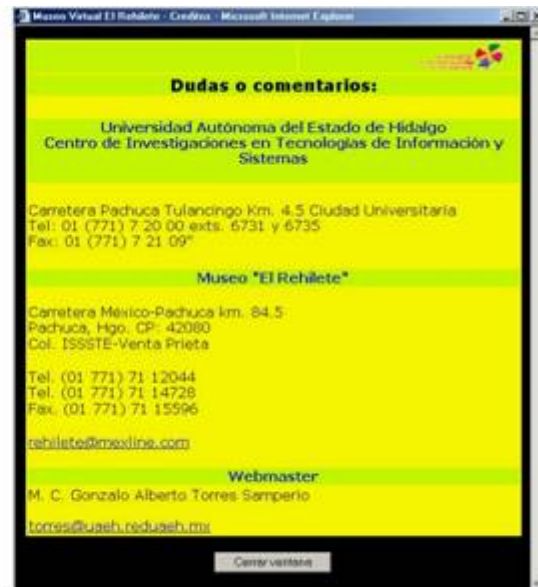 Museo Virtual El Rehilete - Creditos - Microsoft Internet Explorer
Dudas o comentarios:
Universidad Autónoma del Estado de Hidalgo
Centro de Investigaciones en Tecnologías de Información y
Sistemas
Carretera Pachuca Tulancingo Km. 4.5 Ciudad Universitaria
Tel: 01 (771) 7 20 00 exts. 6731 y 6735
Fax: 01 (771) 7 21 09"
Museo "El Rehilete"
Carretera México-Pachuca km. 84.5
Pachuca, Hgo. CP: 42080
Col. ISSSTE-Venta Prieta
Tel. (01 771) 71 12044
Tel. (01 771) 71 14728
Fax. (01 771) 71 15596
rehilete@mexline.com
Webmaster
M. C. Gonzalo Alberto Torres Samperio
torres@uaeh.reduaeh.mx
Cerrar ventana